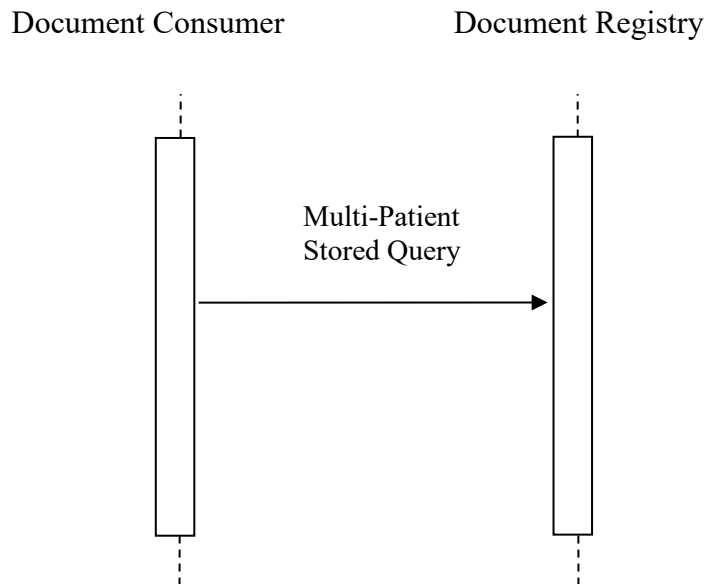 Document Consumer
Document Registry
Multi-Patient
Stored Query